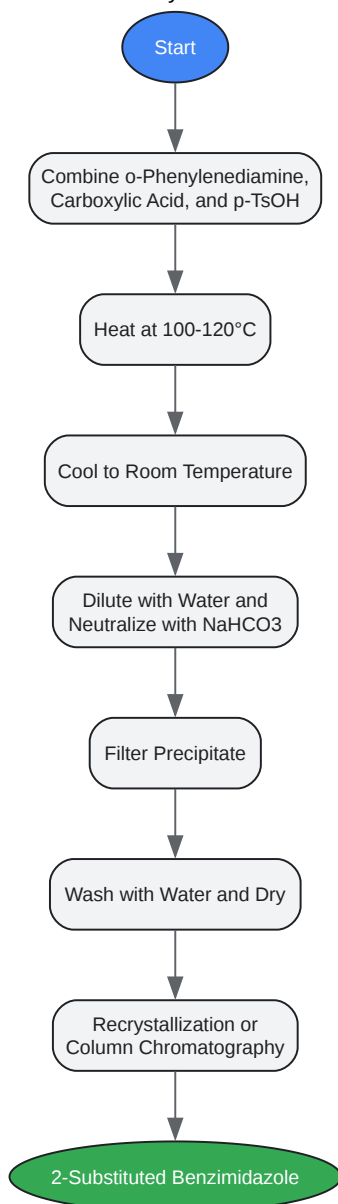 Start
Combine o-Phenylenediamine,
Carboxylic Acid, and p-TsOH
Heat at 100-120°C
Cool to Room Temperature
Dilute with Water and
Neutralize with NaHCO3
Filter Precipitate
Wash with Water and Dry
Recrystallization or
Column Chromatography
2-Substituted Benzimidazole